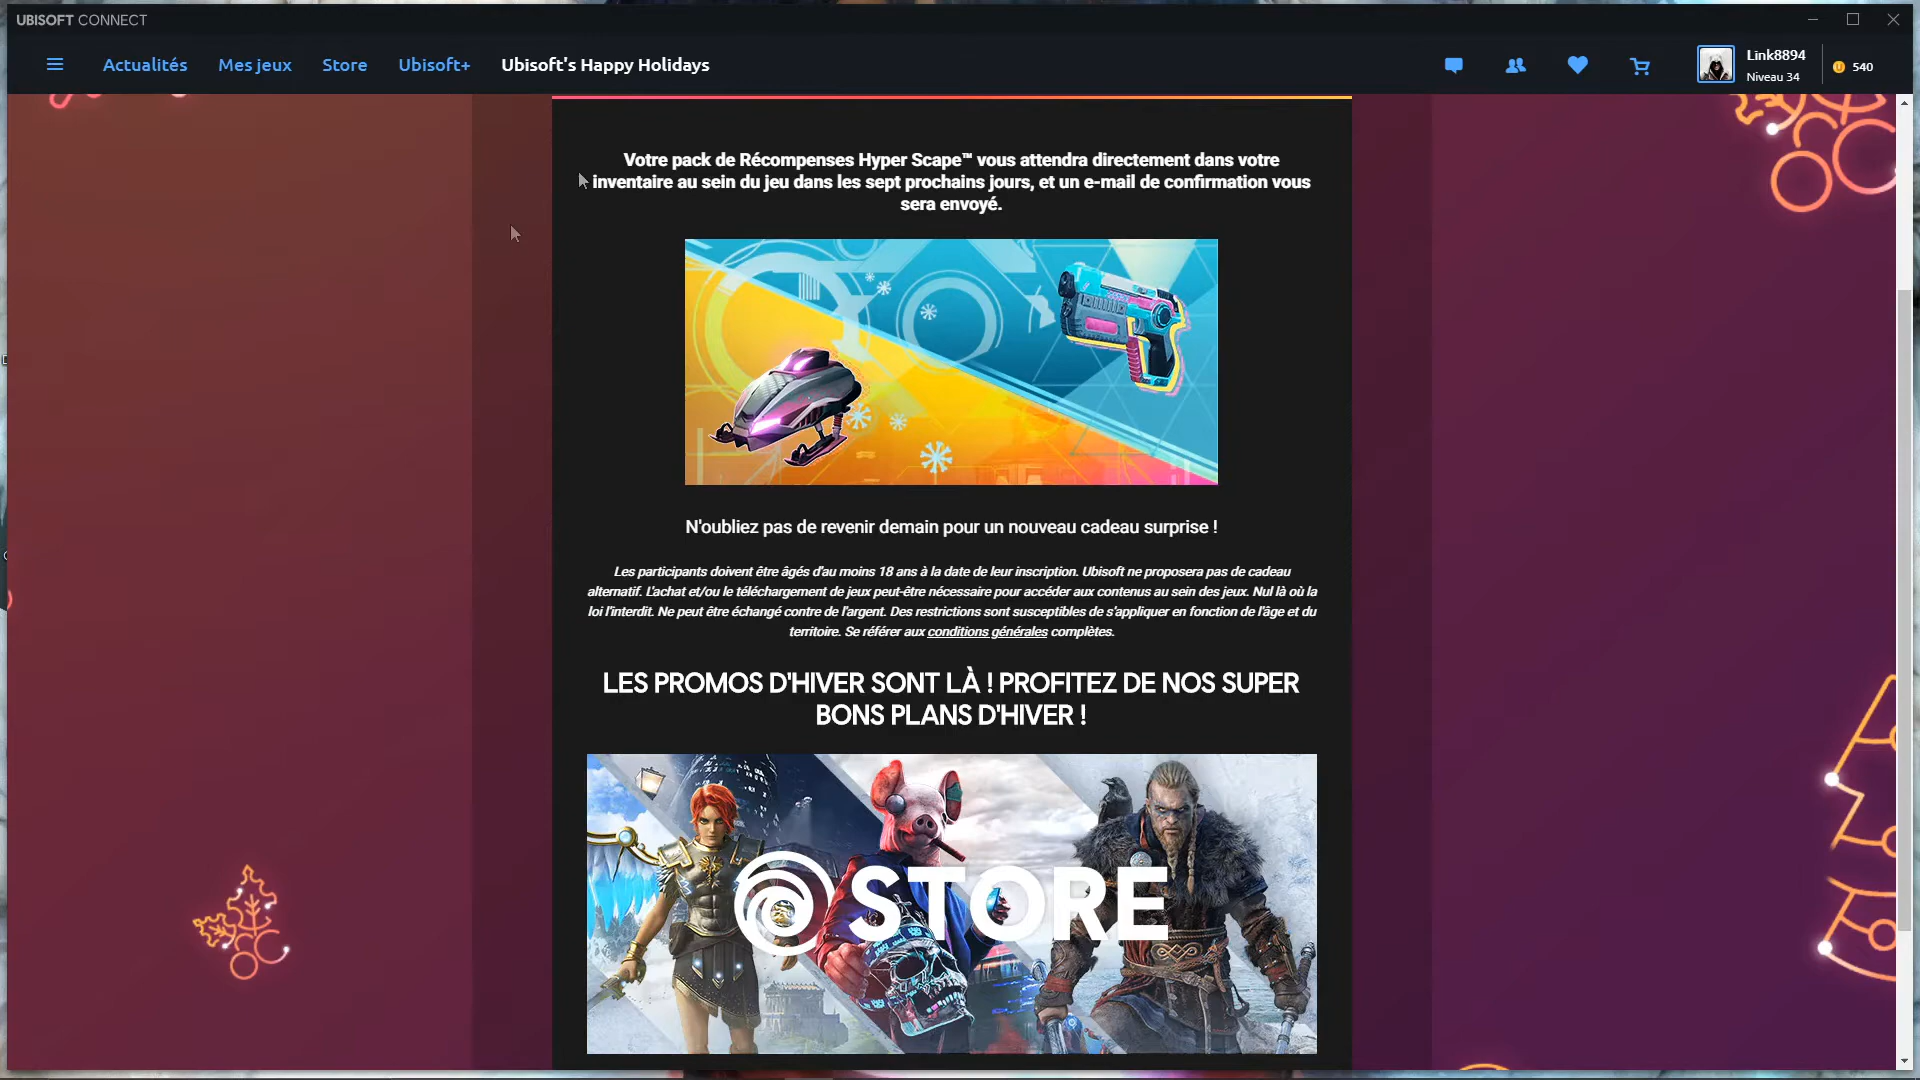 UBISOFT CONNECT
Actualités Mes jeux Store Ubisoft+ Ubisoft's Happy Holidays
Link8894
Niveau 34
540
Votre pack de Récompenses Hyper Scape™ vous attendra directement dans votre
inventaire au sein du jeu dans les sept prochains jours, et un e-mail de confirmation vous
sera envoyé.
N'oubliez pas de revenir demain pour un nouveau cadeau surprise !
Les participants doivent être âgés d'au moins 18 ans à la date de leur inscription. Ubisoft ne proposera pas de cadeau
alternatif. L'achat et/ou le téléchargement de jeux peut-être nécessaire pour accéder aux contenus au sein des jeux. Nul là où la
loi l'interdit. Ne peut être échangé contre de l'argent. Des restrictions sont susceptibles de s'appliquer en fonction de l'âge et du
territoire. Se référer aux conditions générales complètes.
LES PROMOS D'HIVER SONT LÀ ! PROFITEZ DE NOS SUPER
BONS PLANS D'HIVER !
STORE